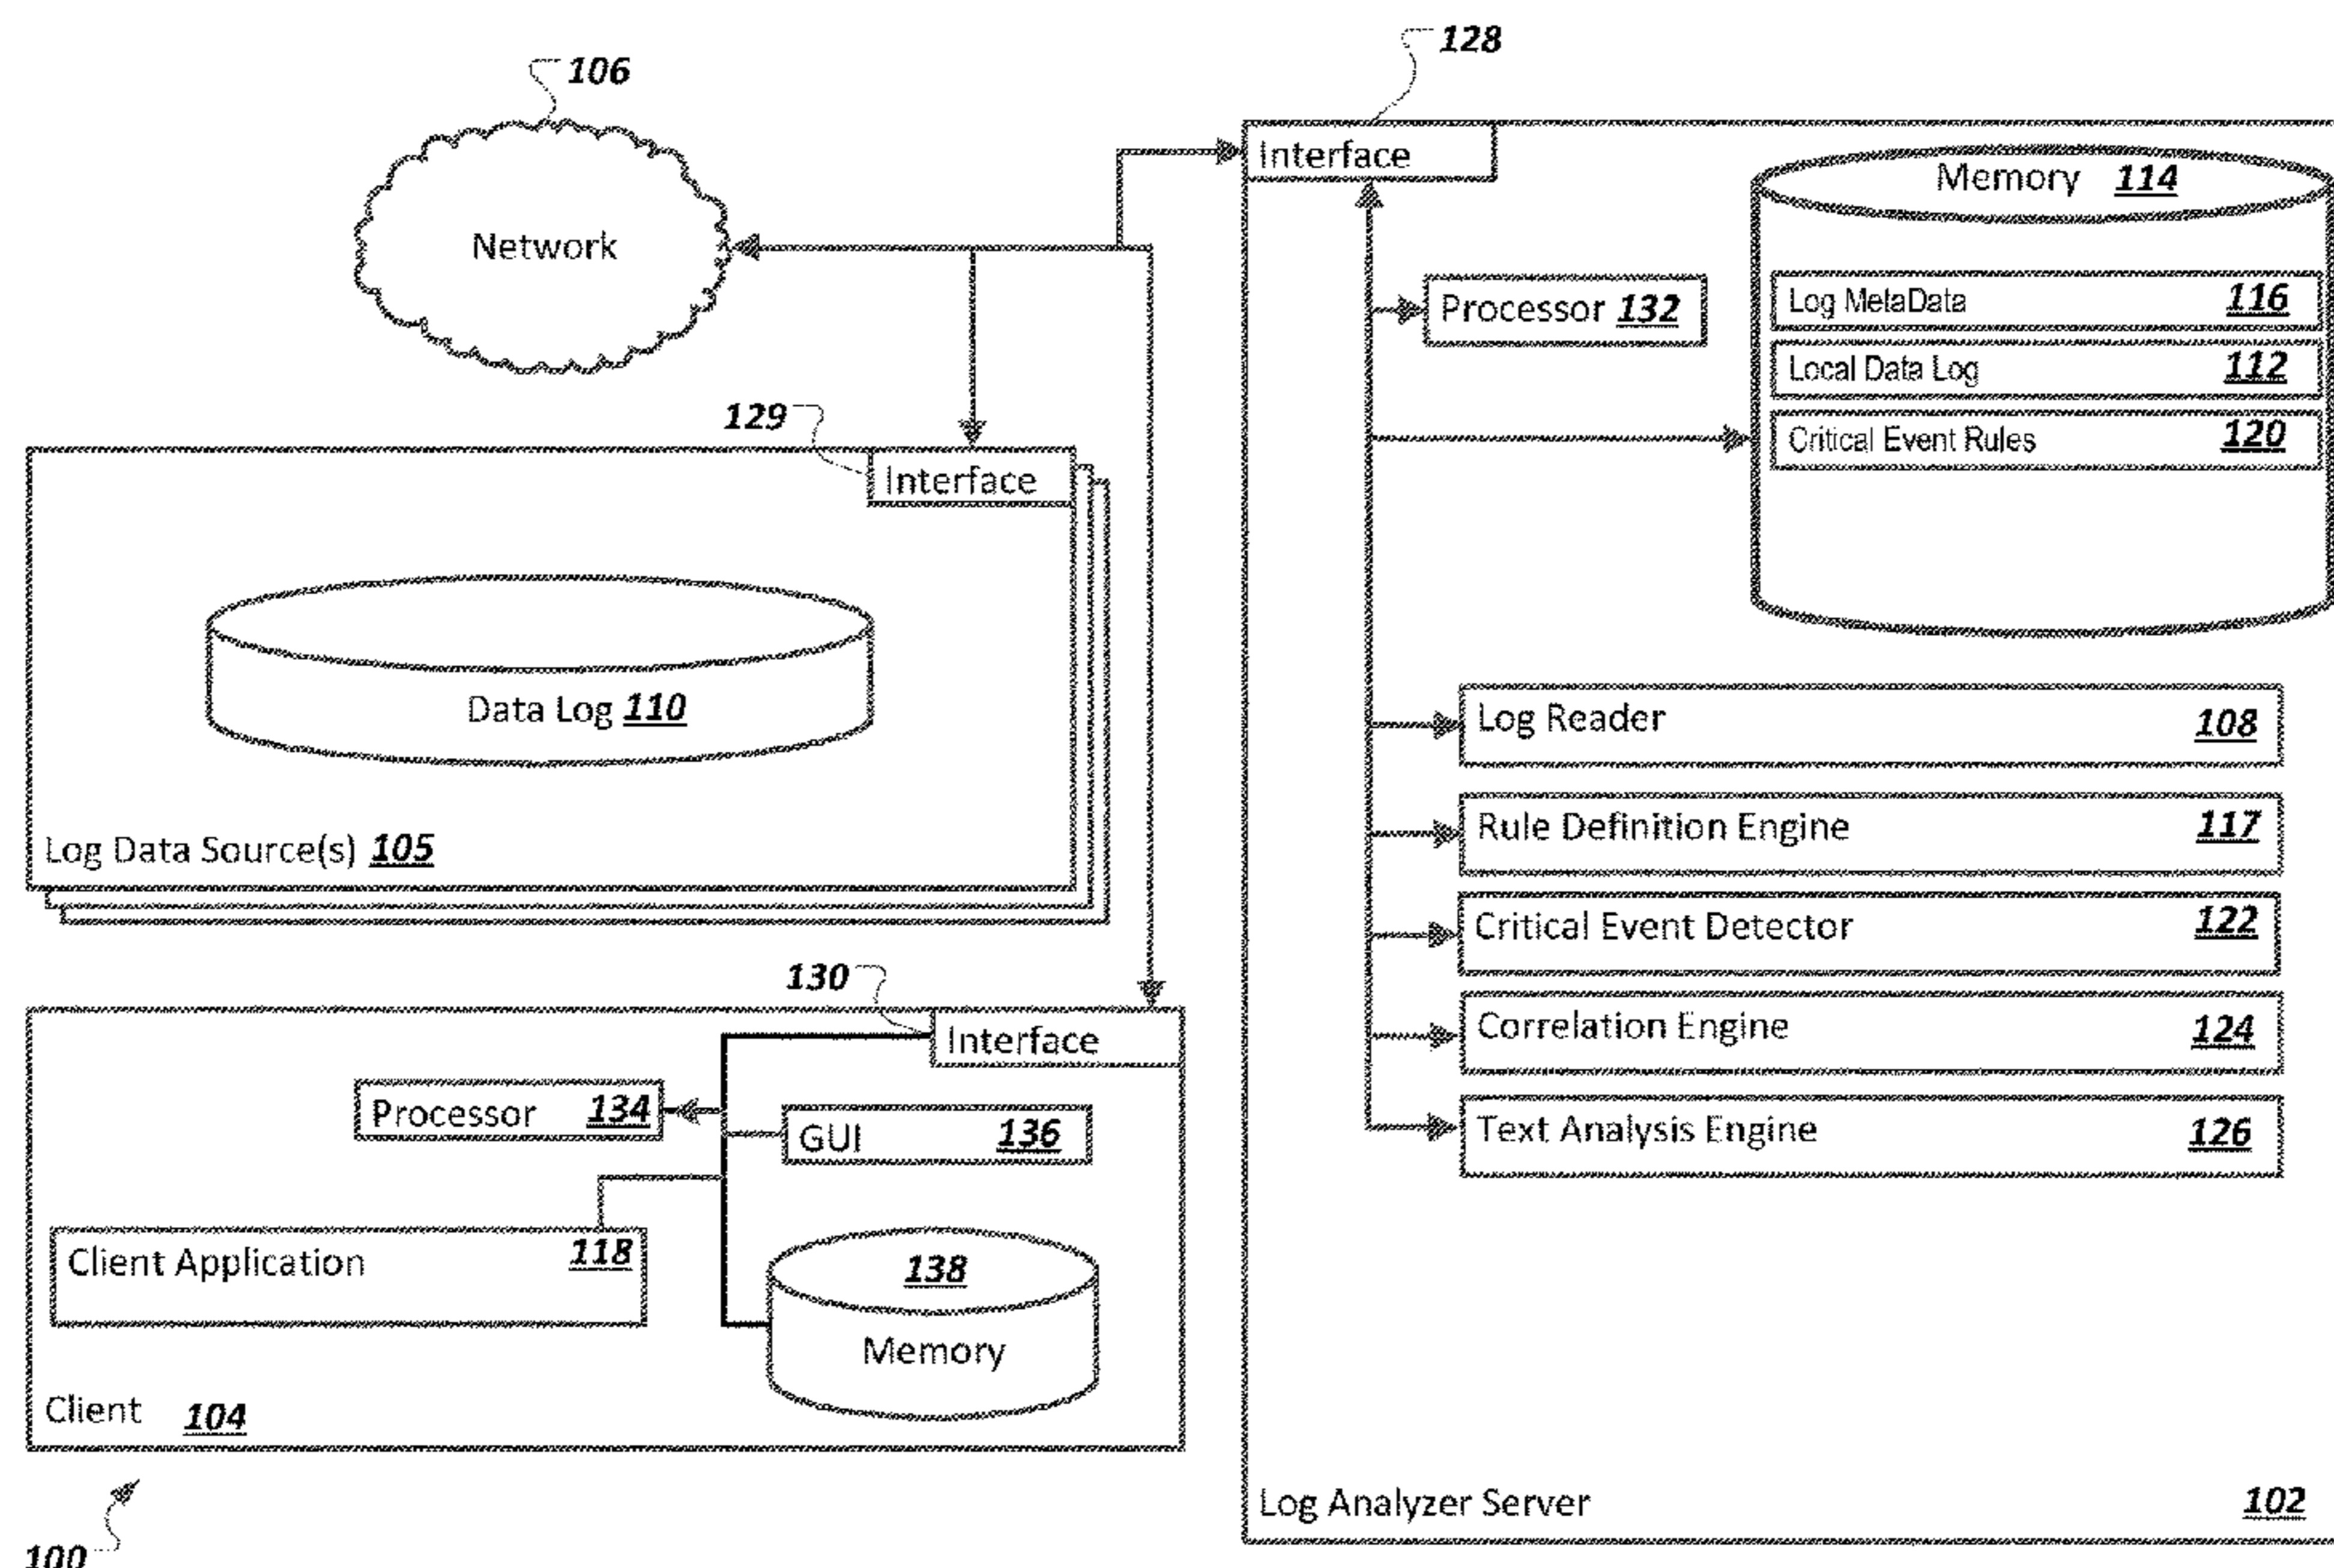 128
106
Interface
Memory 114
Network
Processor 132
Log MetaData 116
Local Data Log 112
Critical Event Rules 120
129
Interface
Data Log 110
Log Data Source(s) 105
Log Reader 108
Rule Definition Engine 117
Critical Event Detector 122
Correlation Engine 124
Text Analysis Engine 126
130
Interface
Processor 134
GUI 136
Client Application 118
138
Memory
Client 104
Log Analyzer Server 102
100